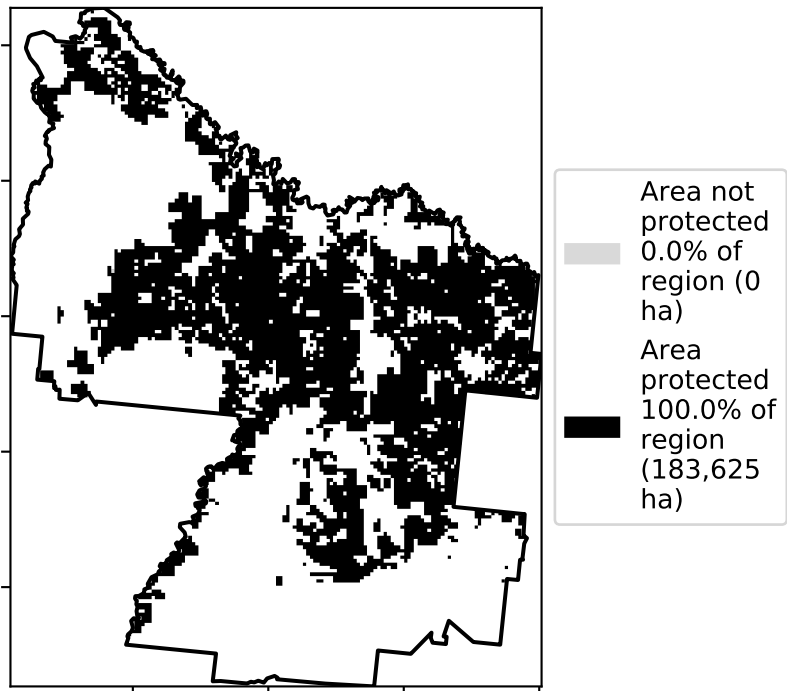 Area not
protected
0.0% of
region (0
ha)
Area
protected
100.0% of
region
(183,625
ha)